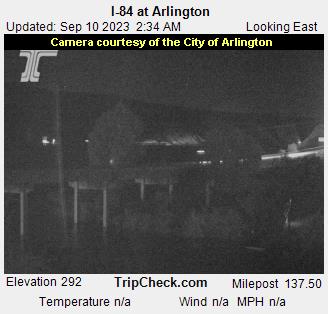 I-84 at Arlington
Updated: Sep 10 2023 2:34 AM Looking East
Camera courtesy of the City of Arlington
Elevation 292 TripCheck.com Milepost 137.50
Temperature n/a Wind n/a MPH n/a